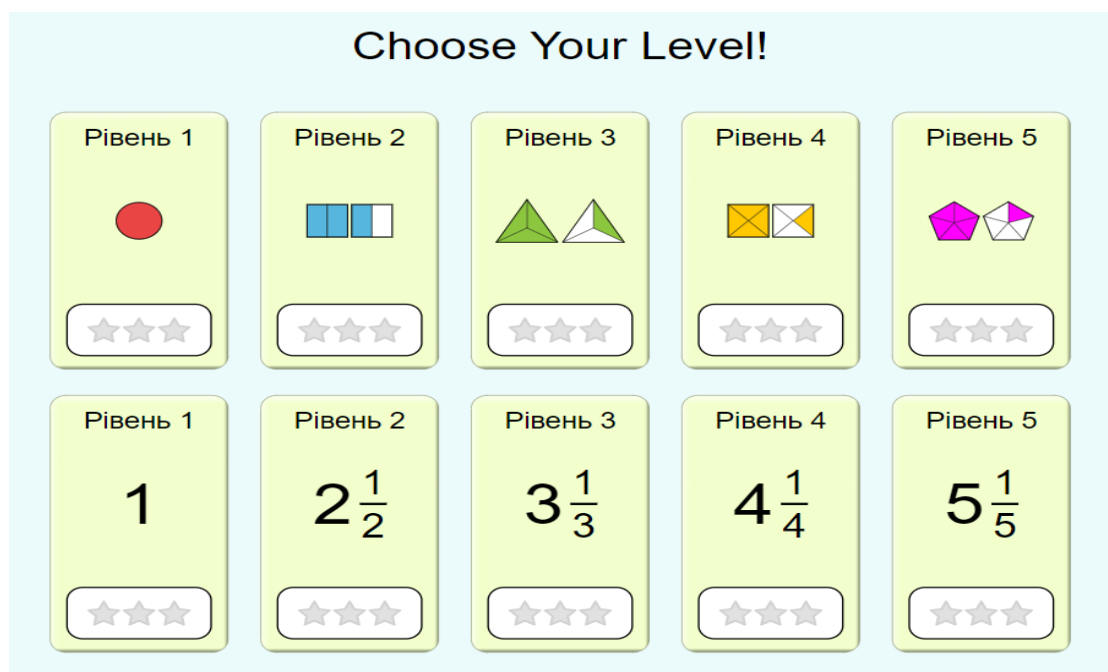 Choose Your Level!
Рівень 1 Рівень 2 Рівень 3 Рівень 4 Рівень 5
Рівень 1 Рівень 2 Рівень 3 Рівень 4 Рівень 5
1 2 1/2 3 1/3 4 1/4 5 1/5